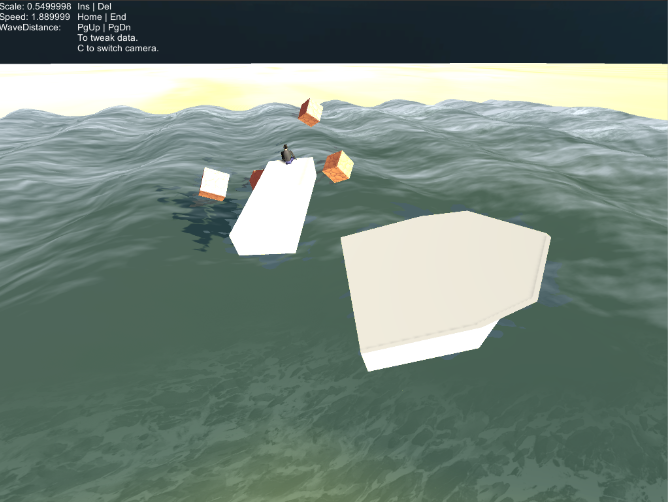 Scale: 0.5499998 Ins | Del
Speed: 1.889999 Home | End
WaveDistance: PgUp | PgDn
To tweak data.
C to switch camera.